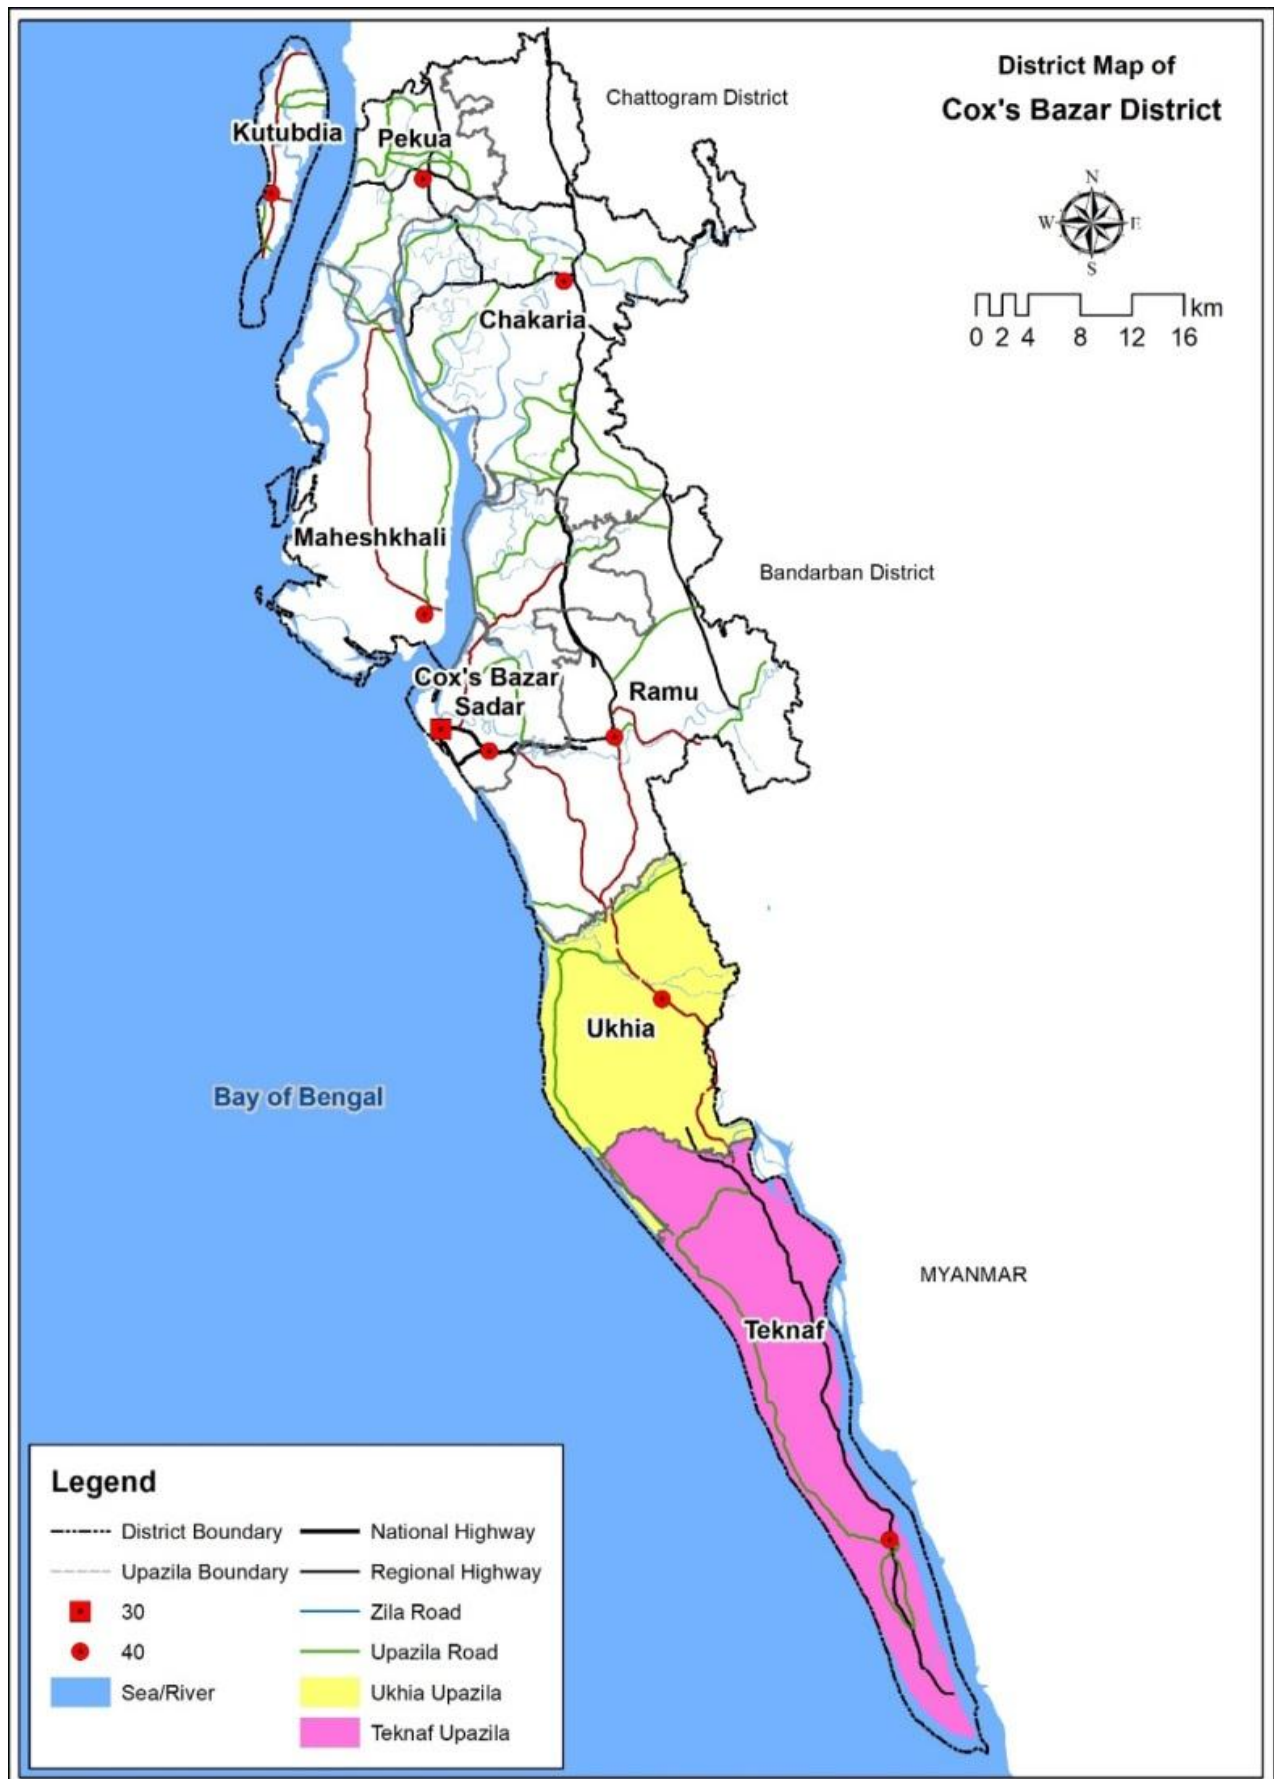 District Map of
Cox's Bazar District
Chattogram District
Kutubdia
Pekua
N
W
E
S
km
0 2 4 8 12 16
Chakaria
Maheshkhali
Bandarban District
Cox's Bazar
Sadar
Ramu
Ukhia
Bay of Bengal
MYANMAR
Teknaf
Legend
District Boundary
Upazila Boundary
30
40
Sea/River
National Highway
Regional Highway
Zila Road
Upazila Road
Ukhia Upazila
Teknaf Upazila